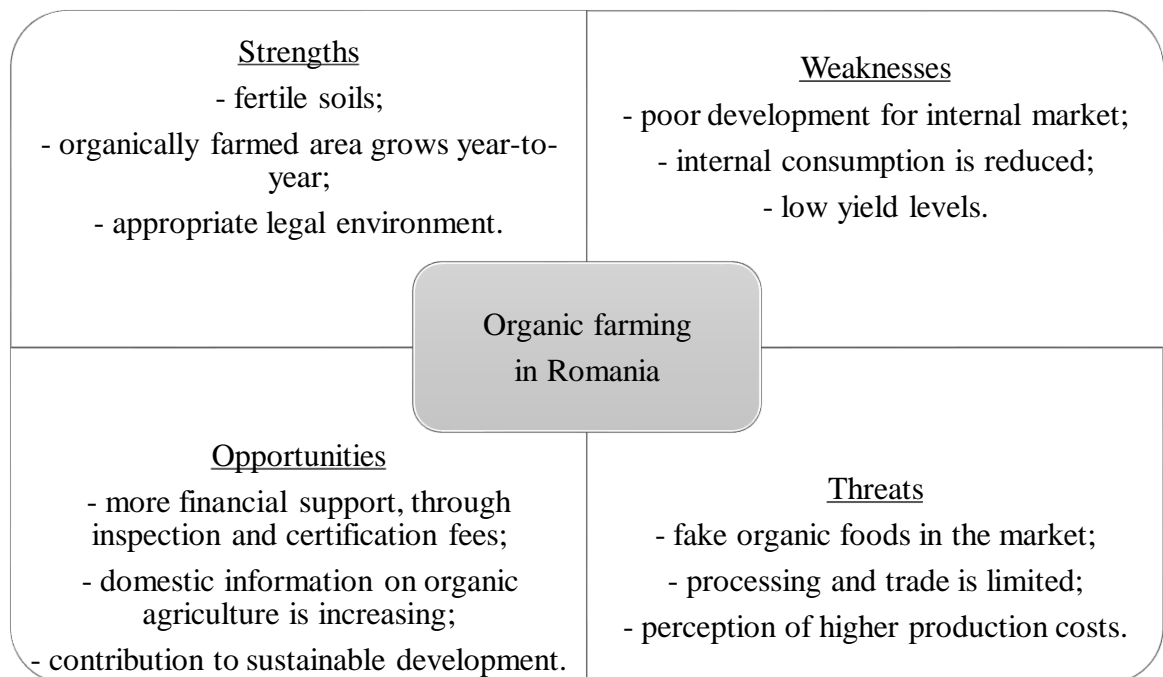 Strengths
- fertile soils;
- organically farmed area grows year-to-
year;
- appropriate legal environment.
Weaknesses
- poor development for internal market;
- internal consumption is reduced;
- low yield levels.
Organic farming
in Romania
Opportunities
- more financial support, through
inspection and certification fees;
- domestic information on organic
agriculture is increasing;
- contribution to sustainable development.
Threats
- fake organic foods in the market;
- processing and trade is limited;
- perception of higher production costs.